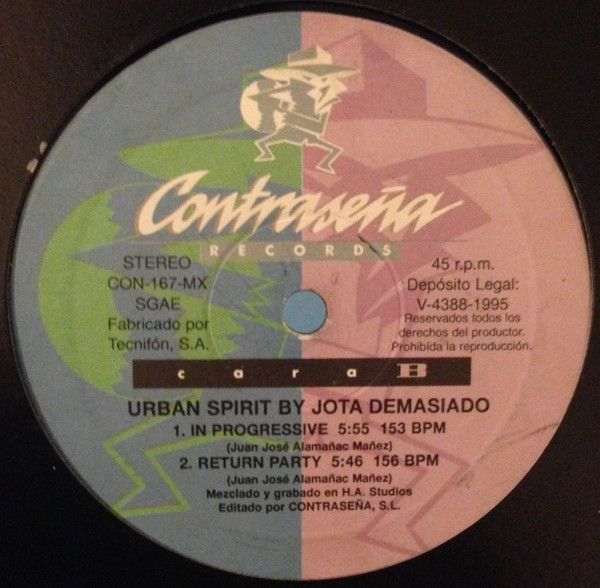 Contraseña
RECORDS
STEREO
CON-167-MX
SGAE
Fabricado por
Tecnifón, S.A.
45 r.p.m.
Depósito Legal:
V-4388-1995
Reservados todos los
derechos del productor.
Prohibida la reproducción.
cara B
URBAN SPIRIT BY JOTA DEMASIADO
1. IN PROGRESSIVE 5:55 153 BPM
(Juan José Alamañac Mañez)
2. RETURN PARTY 5:46 156 BPM
(Juan José Alamañac Mañez)
Mezclado y grabado en H.A. Studios
Editado por CONTRASEÑA, S.L.